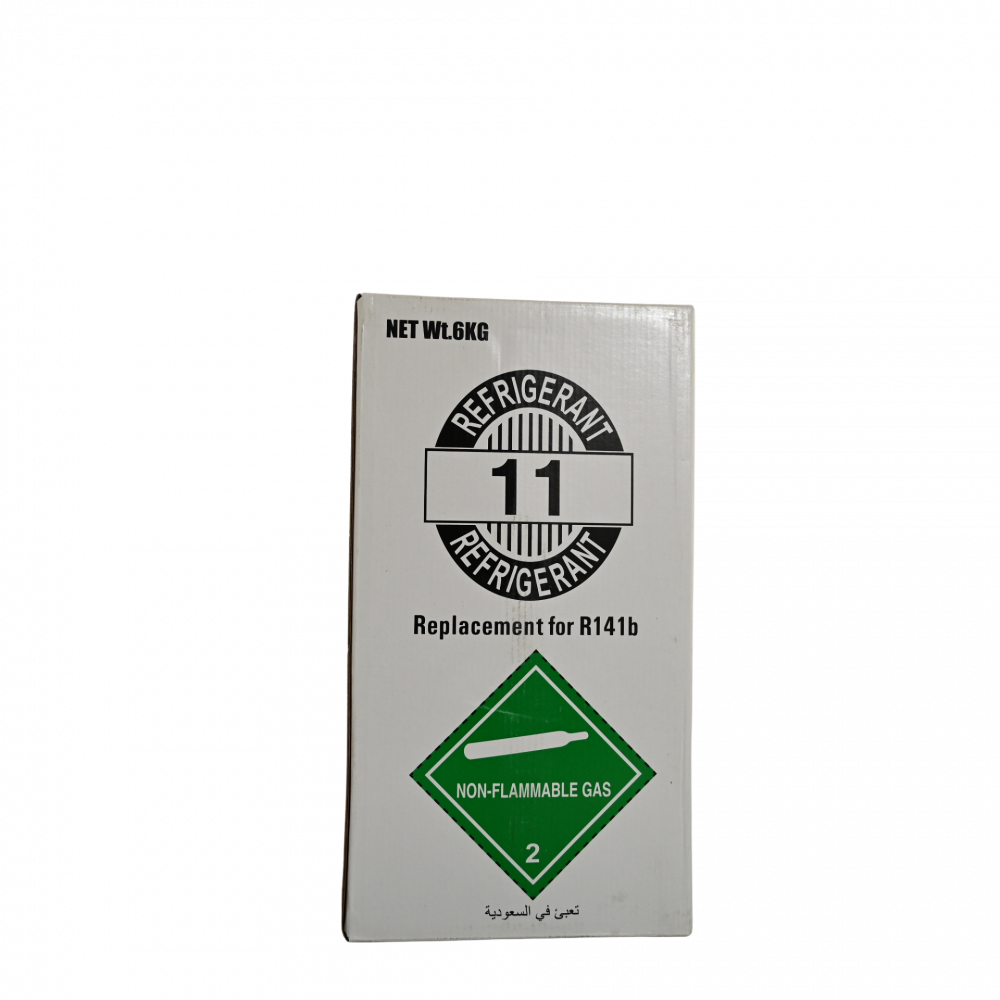 NET Wt.6KG
REFRIGERANT
11
REFRIGERANT
Replacement for R141b
NON-FLAMMABLE GAS
2
تعبئ في السعودية